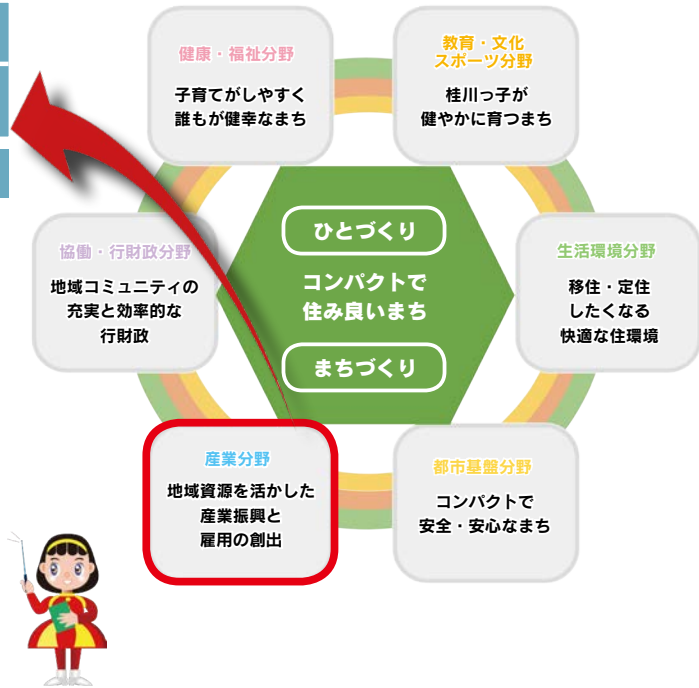 健康・福祉分野
子育てがしやすく
誰もが健幸なまち
教育・文化
スポーツ分野
桂川っ子が
健やかに育つまち
協働・行財政分野
地域コミュニティの
充実と効率的な
行財政
ひとづくり
コンパクトで
住み良いまち
まちづくり
生活環境分野
移住・定住
したくなる
快適な住環境
産業分野
地域資源を活かした
産業振興と
雇用の創出
都市基盤分野
コンパクトで
安全・安心なまち